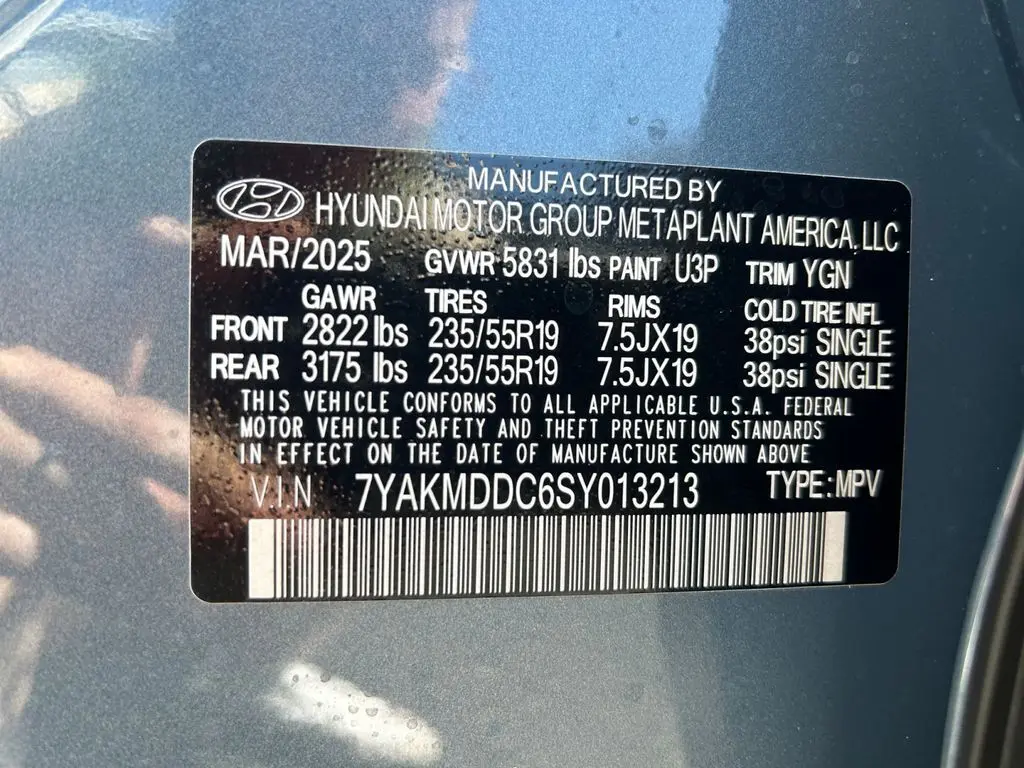 MANUFACTURED BY
HYUNDAI MOTOR GROUP METAPLANT AMERICA, LLC
MAR/2025 GVWR 5831 lbs PAINT U3P TRIM YGN
GAWR TIRES RIMS COLD TIRE INFL
FRONT 2822 lbs 235/55R19 7.5JX19 38psi SINGLE
REAR 3175 lbs 235/55R19 7.5JX19 38psi SINGLE
THIS VEHICLE CONFORMS TO ALL APPLICABLE U.S.A. FEDERAL
MOTOR VEHICLE SAFETY AND THEFT PREVENTION STANDARDS
IN EFFECT ON THE DATE OF MANUFACTURE SHOWN ABOVE
VIN 7YAKMDDC6SY013213 TYPE:MPV